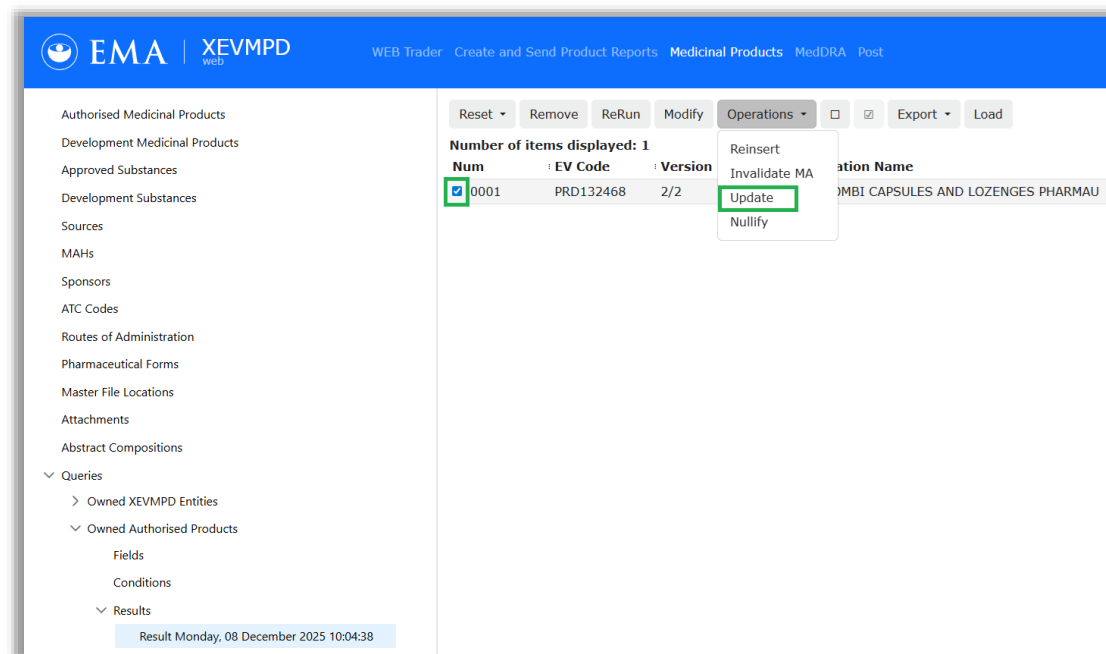 EMA | XEVMPD
web
WEB Trader Create and Send Product Reports Medicinal Products MedDRA Post
Authorised Medicinal Products
Development Medicinal Products
Approved Substances
Development Substances
Sources
MAHs
Sponsors
ATC Codes
Routes of Administration
Pharmaceutical Forms
Master File Locations
Attachments
Abstract Compositions
Queries
Owned XEVMPD Entities
Owned Authorised Products
Fields
Conditions
Results
Result Monday, 08 December 2025 10:04:38
Reset Remove ReRun Modify Operations Export Load
Number of items displayed: 1
Num EV Code Version ation Name
0001 PRD132468 2/2 OMBI CAPSULES AND LOZENGES PHARMAU
Reinsert
Invalidate MA
Update
Nullify